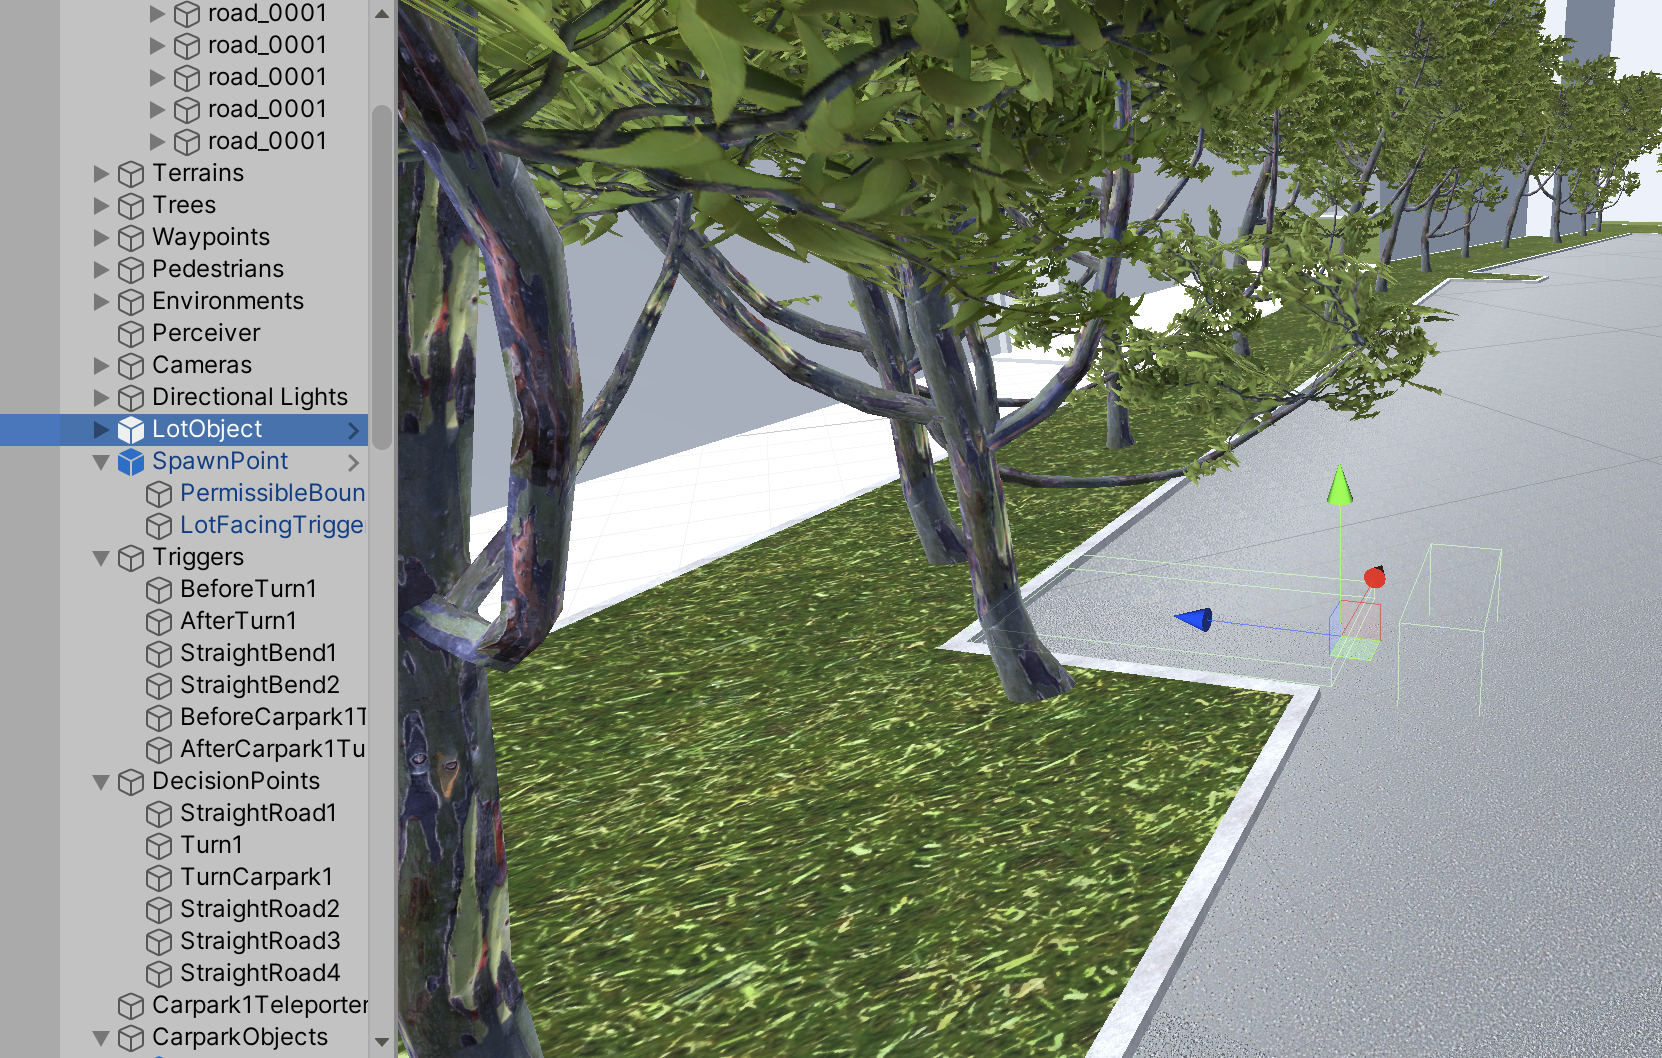 road_0001
road_0001
road_0001
road_0001
road_0001
Terrains
Trees
Waypoints
Pedestrians
Environments
Perceiver
Cameras
Directional Lights
LotObject
SpawnPoint
PermissibleBoun
LotFacingTrigge
Triggers
BeforeTurn1
AfterTurn1
StraightBend1
StraightBend2
BeforeCarpark1T
AfterCarpark1Tu
DecisionPoints
StraightRoad1
Turn1
TurnCarpark1
StraightRoad2
StraightRoad3
StraightRoad4
Carpark1Teleporter
CarparkObjects